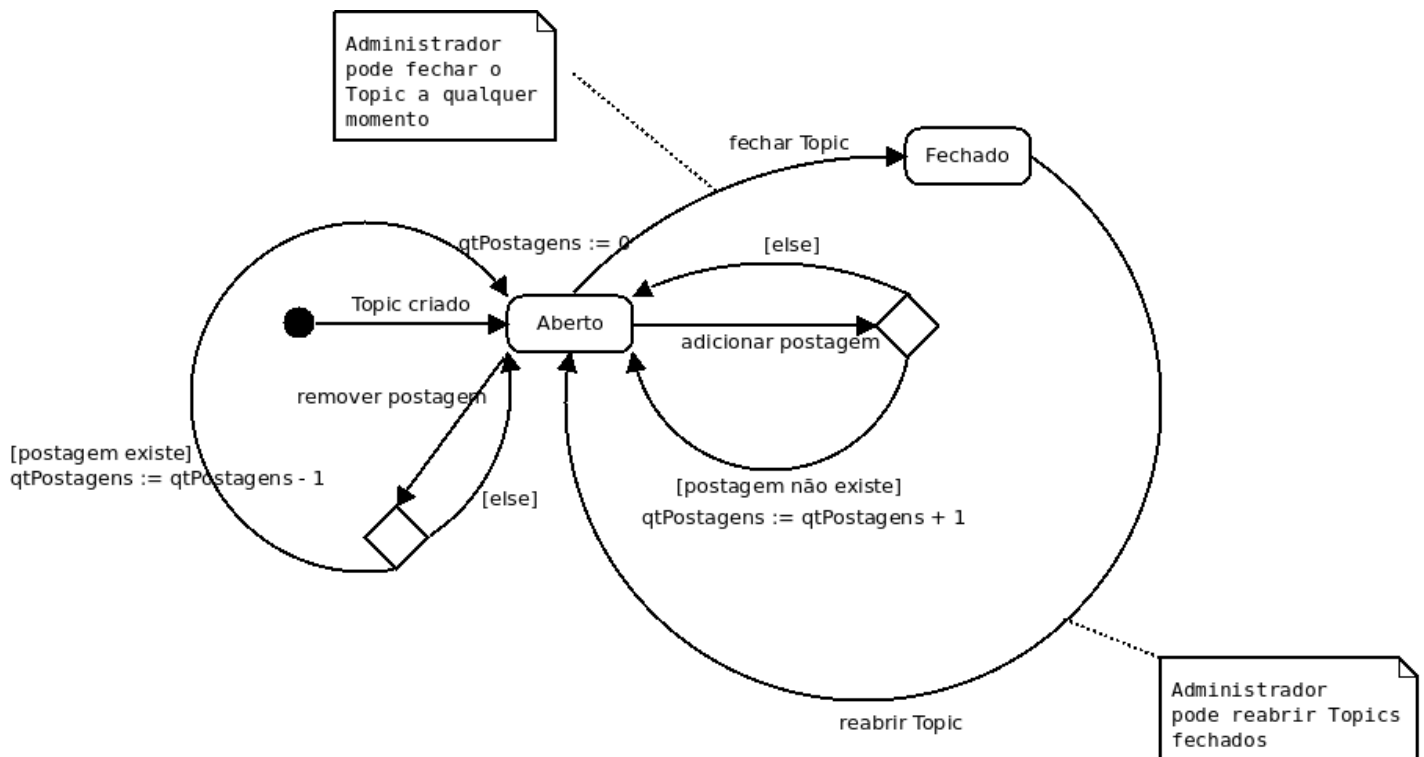 Administrador
pode fechar o
Topic a qualquer
momento
fechar Topic
Fechado
qtPostagens := 0
[else]
Topic criado
Aberto
adicionar postagem
remover postagem
[postagem existe]
qtPostagens := qtPostagens - 1
[else]
[postagem não existe]
qtPostagens := qtPostagens + 1
Administrador
pode reabrir Topics
fechados
reabrir Topic